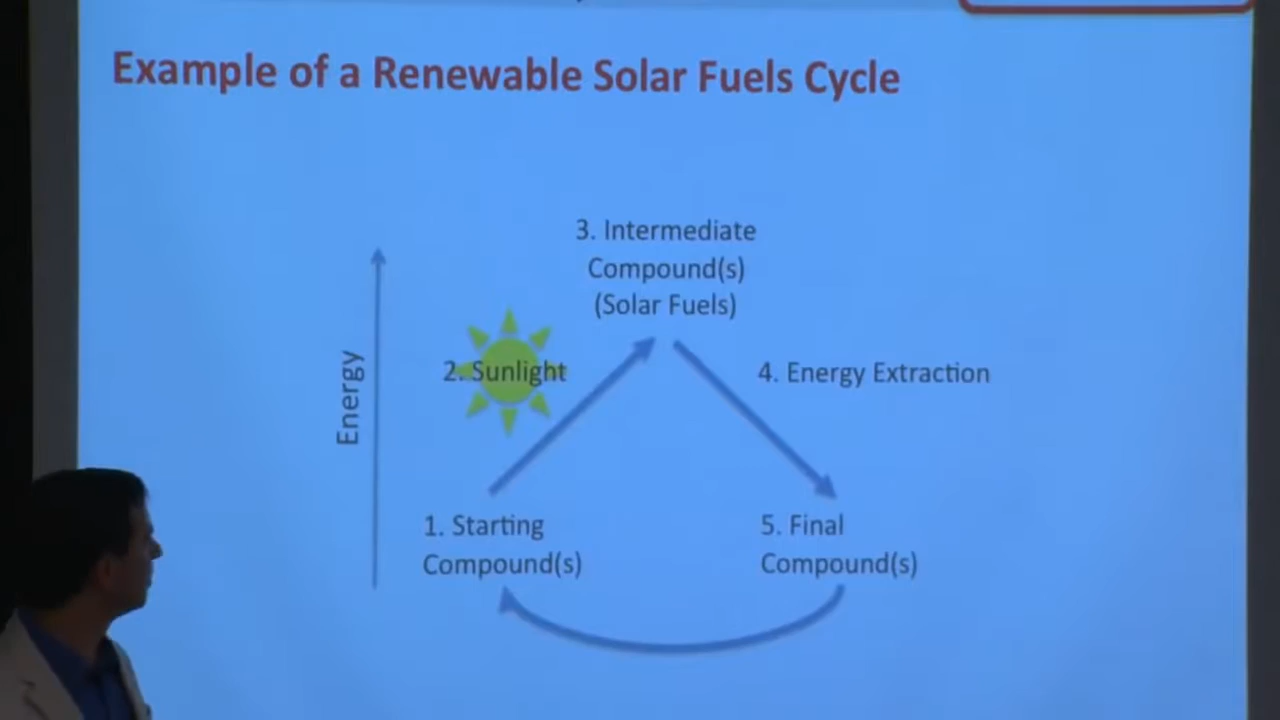 Example of a Renewable Solar Fuels Cycle
3. Intermediate
Compound(s)
(Solar Fuels)
2. Sunlight
4. Energy Extraction
Energy
1. Starting
Compound(s)
5. Final
Compound(s)